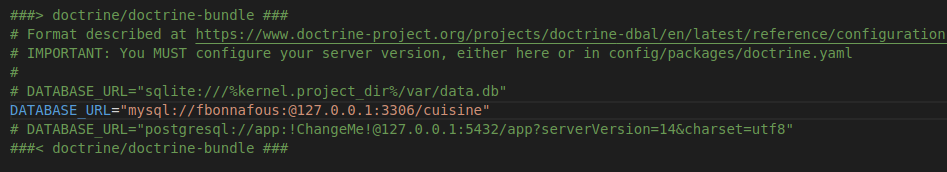 ###> doctrine/doctrine-bundle ###
# Format described at https://www.doctrine-project.org/projects/doctrine-dbal/en/latest/reference/configuration
# IMPORTANT: You MUST configure your server version, either here or in config/packages/doctrine.yaml
#
# DATABASE_URL="sqlite:///%kernel.project_dir%/var/data.db"
DATABASE_URL="mysql://fbonnafous:@127.0.0.1:3306/cuisine"
# DATABASE_URL="postgresql://app:!ChangeMe!@127.0.0.1:5432/app?serverVersion=14&charset=utf8"
###< doctrine/doctrine-bundle ###